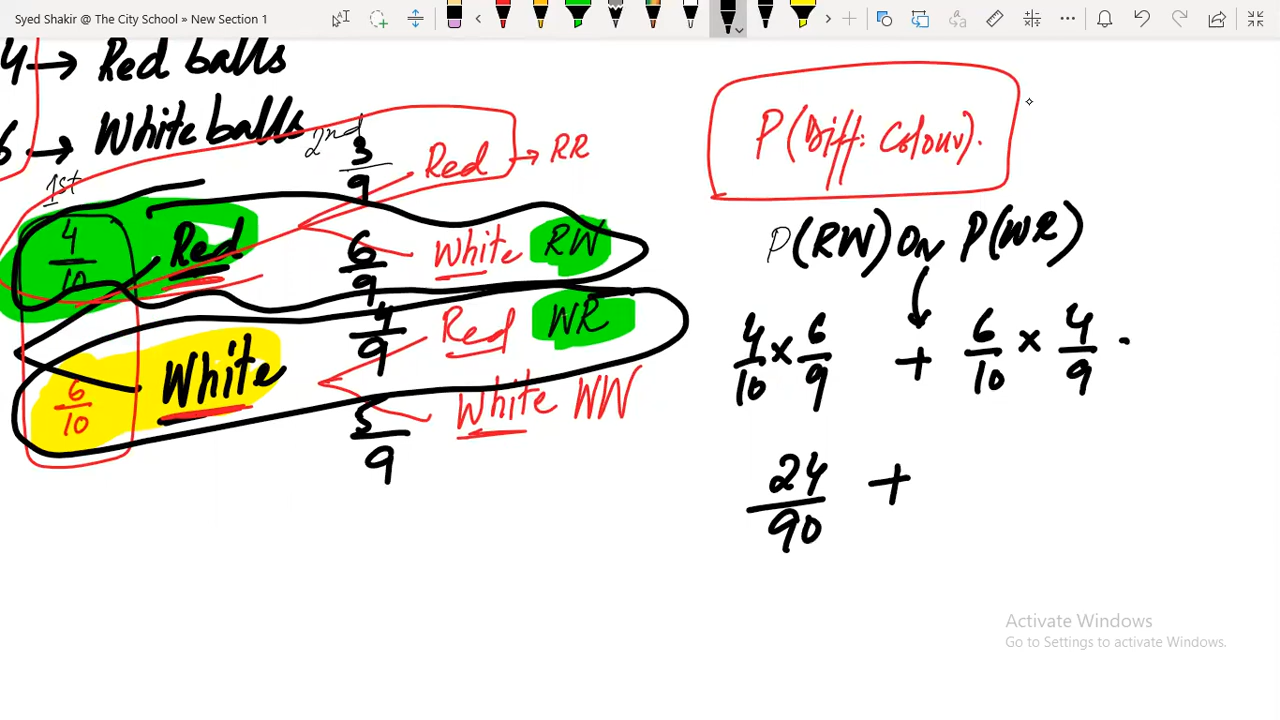 Syed Shakir @ The City School » New Section 1
4 → Red balls
6 → White balls
1st
2nd
4/10 Red
3/9 Red → RR
6/9 White RW
6/10 White
4/9 Red WR
5/9 White WW
P(Diff. Colour).
P(RW) OR P(WR)
4/10 × 6/9 + 6/10 × 4/9
24/90 +
Activate Windows
Go to Settings to activate Windows.